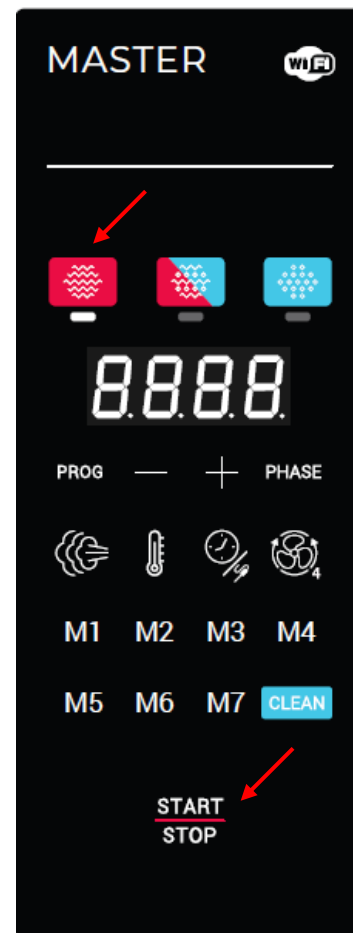 MASTER WiFi
8.8.8.8.
PROG — + PHASE
4
M1 M2 M3 M4
M5 M6 M7 CLEAN
START
STOP